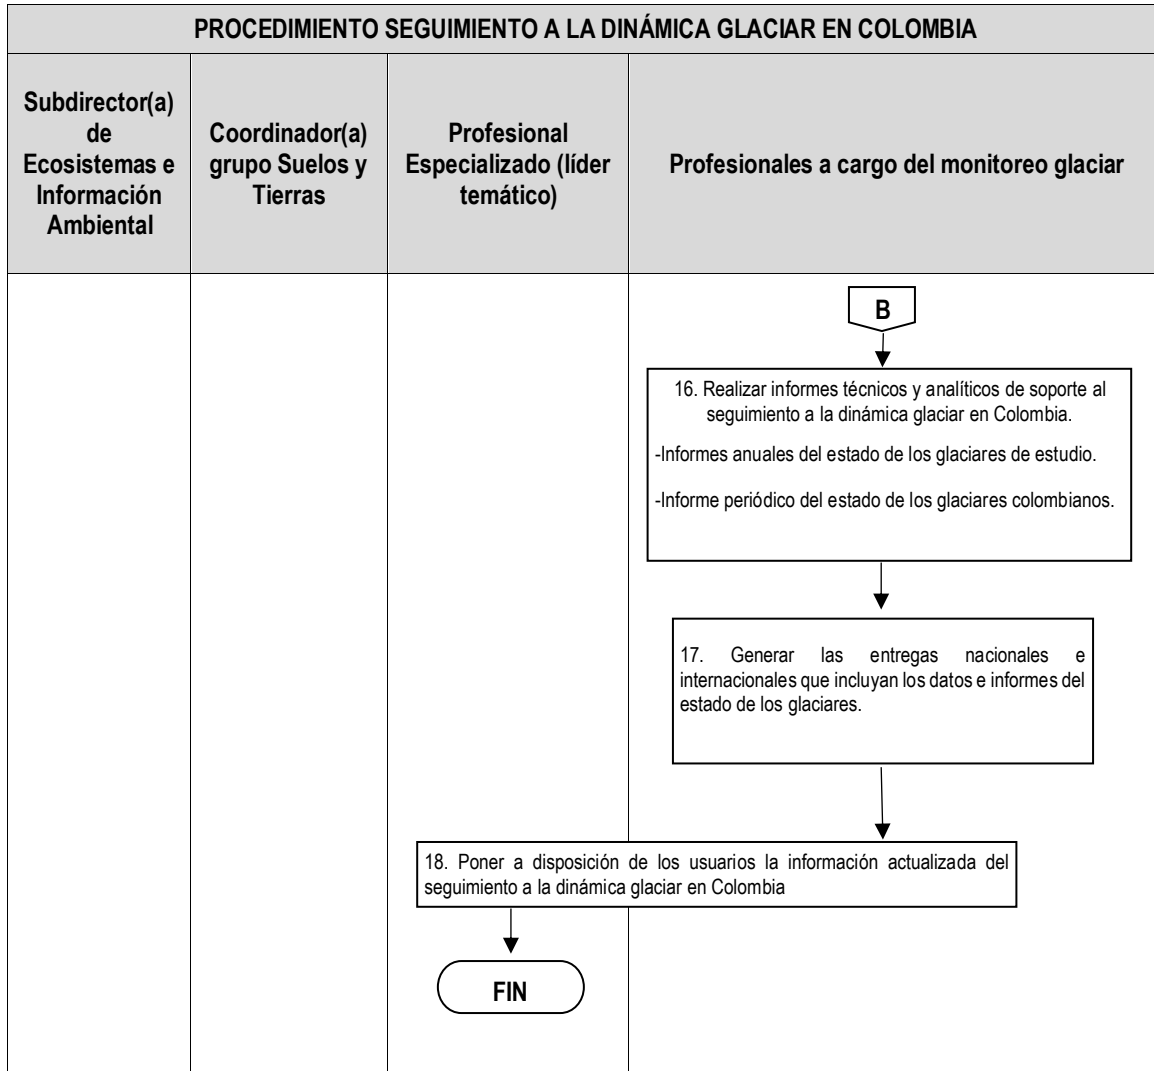 PROCEDIMIENTO SEGUIMIENTO A LA DINÁMICA GLACIAR EN COLOMBIA
Subdirector(a)
de
Ecosistemas e
Información
Ambiental
Coordinador(a)
grupo Suelos y
Tierras
Profesional
Especializado (líder
temático)
Profesionales a cargo del monitoreo glaciar
B
16. Realizar informes técnicos y analíticos de soporte al
seguimiento a la dinámica glaciar en Colombia.
-Informes anuales del estado de los glaciares de estudio.
-Informe periódico del estado de los glaciares colombianos.
17. Generar las entregas nacionales e
internacionales que incluyan los datos e informes del
estado de los glaciares.
18. Poner a disposición de los usuarios la información actualizada del
seguimiento a la dinámica glaciar en Colombia
FIN